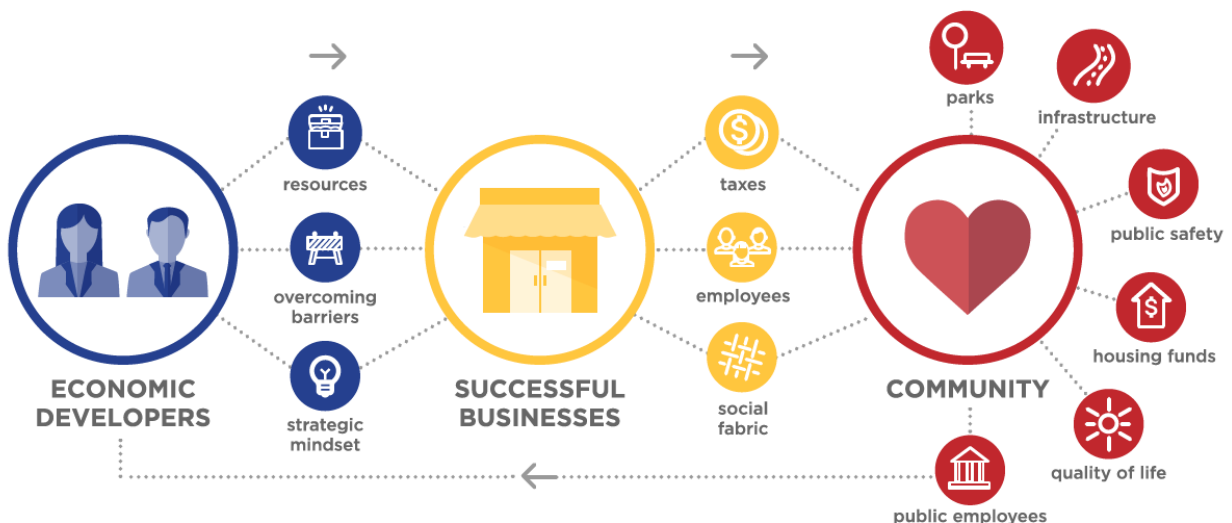 parks
infrastructure
resources
taxes
public safety
overcoming
barriers
employees
housing funds
ECONOMIC
DEVELOPERS
SUCCESSFUL
BUSINESSES
COMMUNITY
strategic
mindset
social
fabric
quality of life
public employees